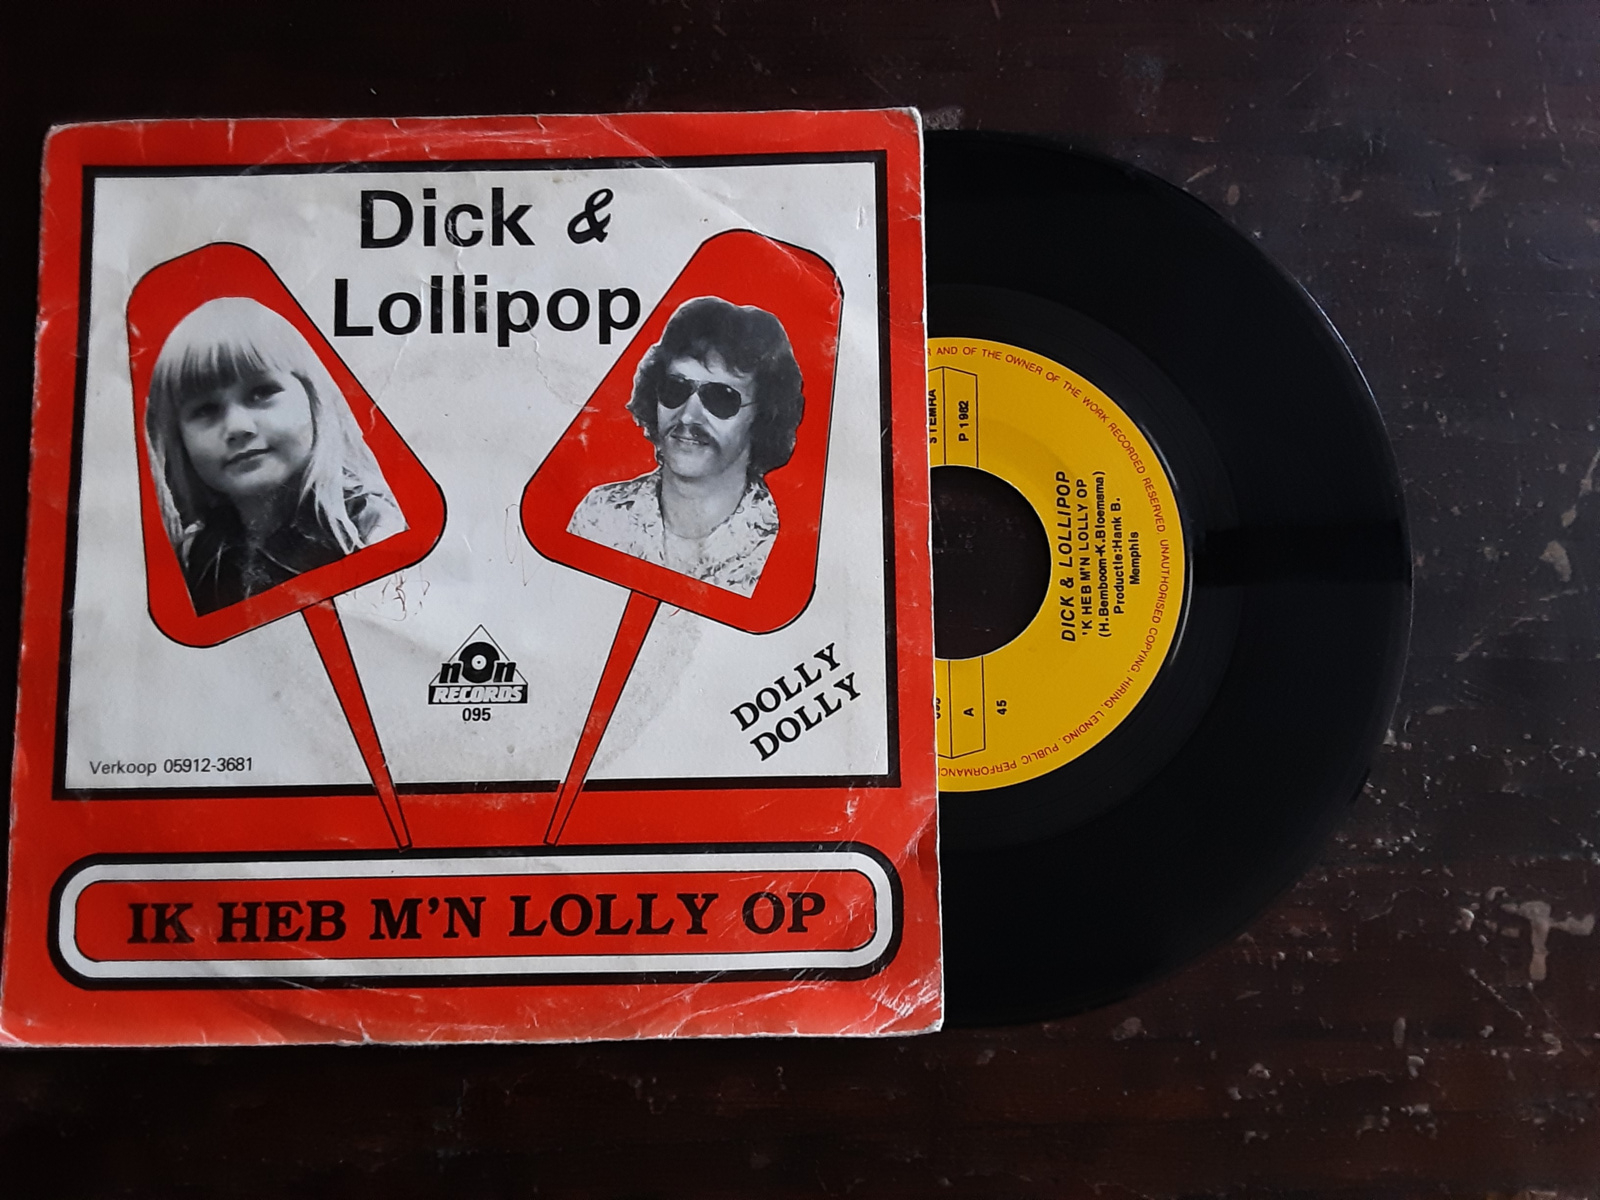 Dick &
Lollipop
non
RECORDS
095
DOLLY
DOLLY
Verkoop 05912-3681
IK HEB M'N LOLLY OP
AND OF THE OWNER OF THE WORK RECORDED RESERVED UNAUTHORISED COPYING, HIRING, LENDING, PUBLIC PERFORMANC
STEMRA
P 1982
DICK & LOLLIPOP
'K HEB M'N LOLLY OP
(H.Bemboom-K.Bloemsma)
Productie:Hank B.
Memphis
A
45